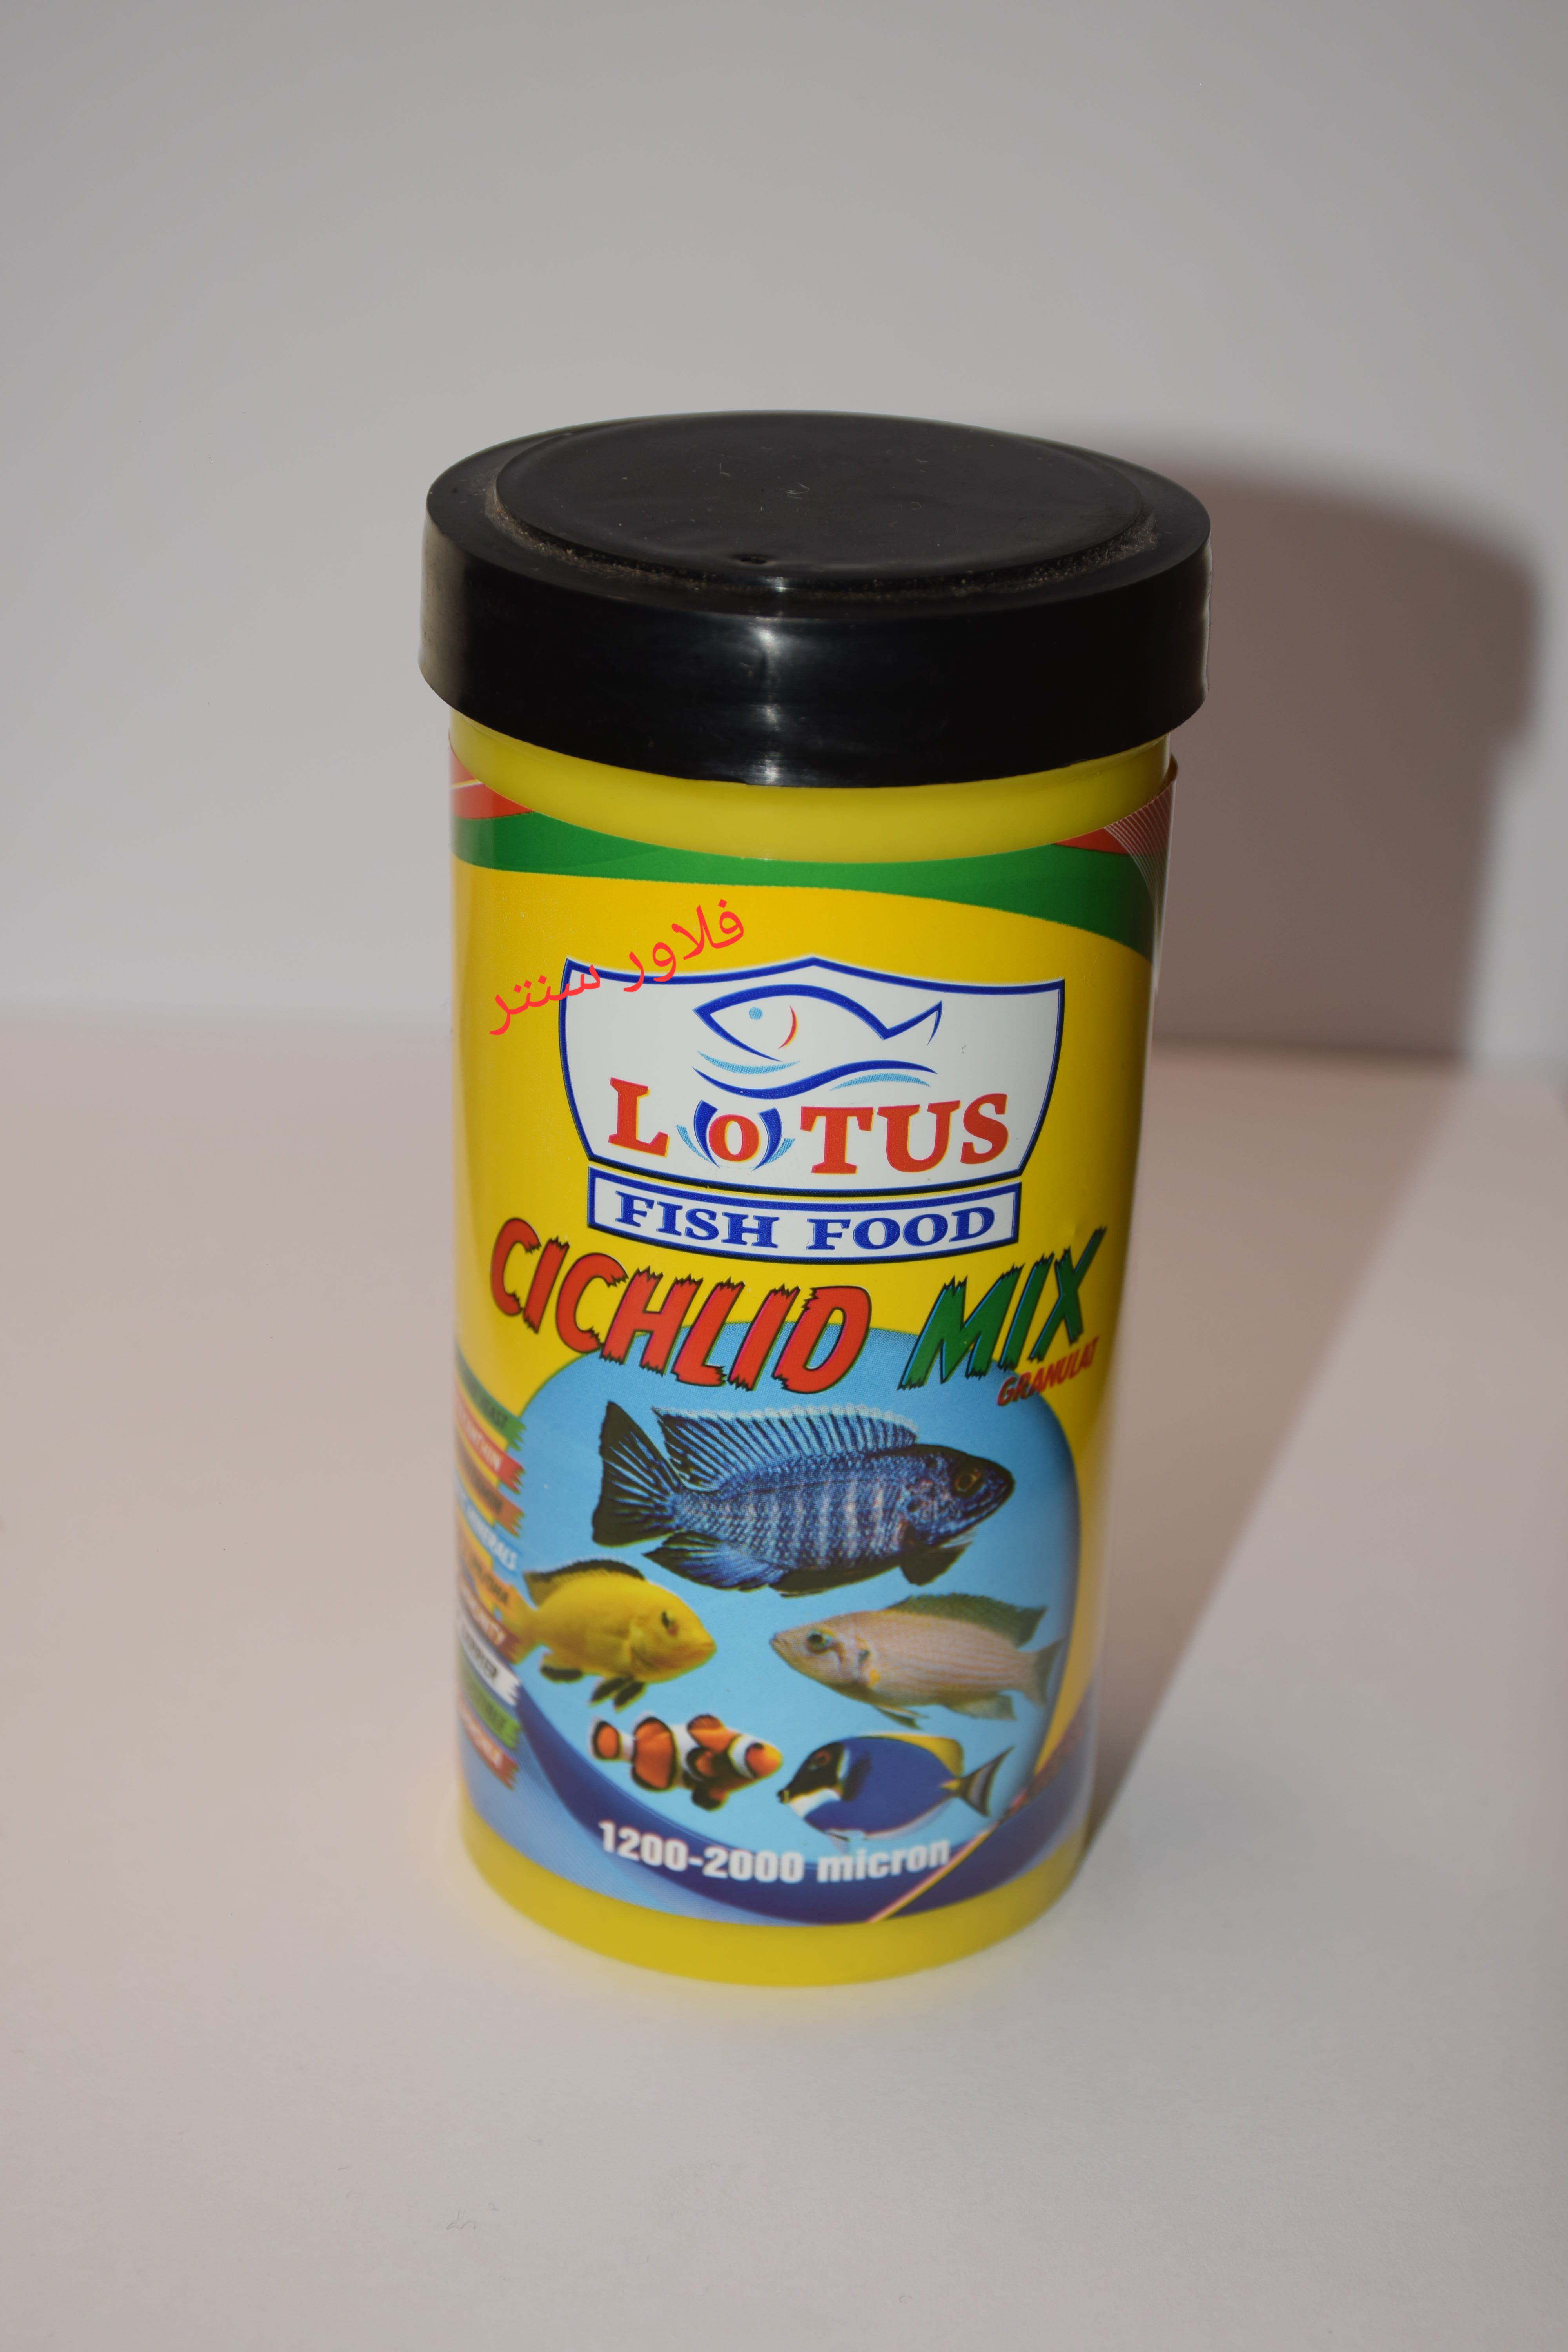 فلاور سنتر
LOTUS
FISH FOOD
CICHLID MIX
GRANULAT
1200-2000 micron